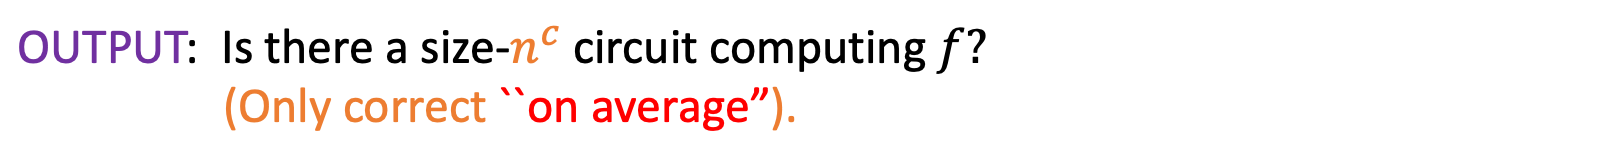 OUTPUT: Is there a size-n^c circuit computing f?
(Only correct ``on average”).